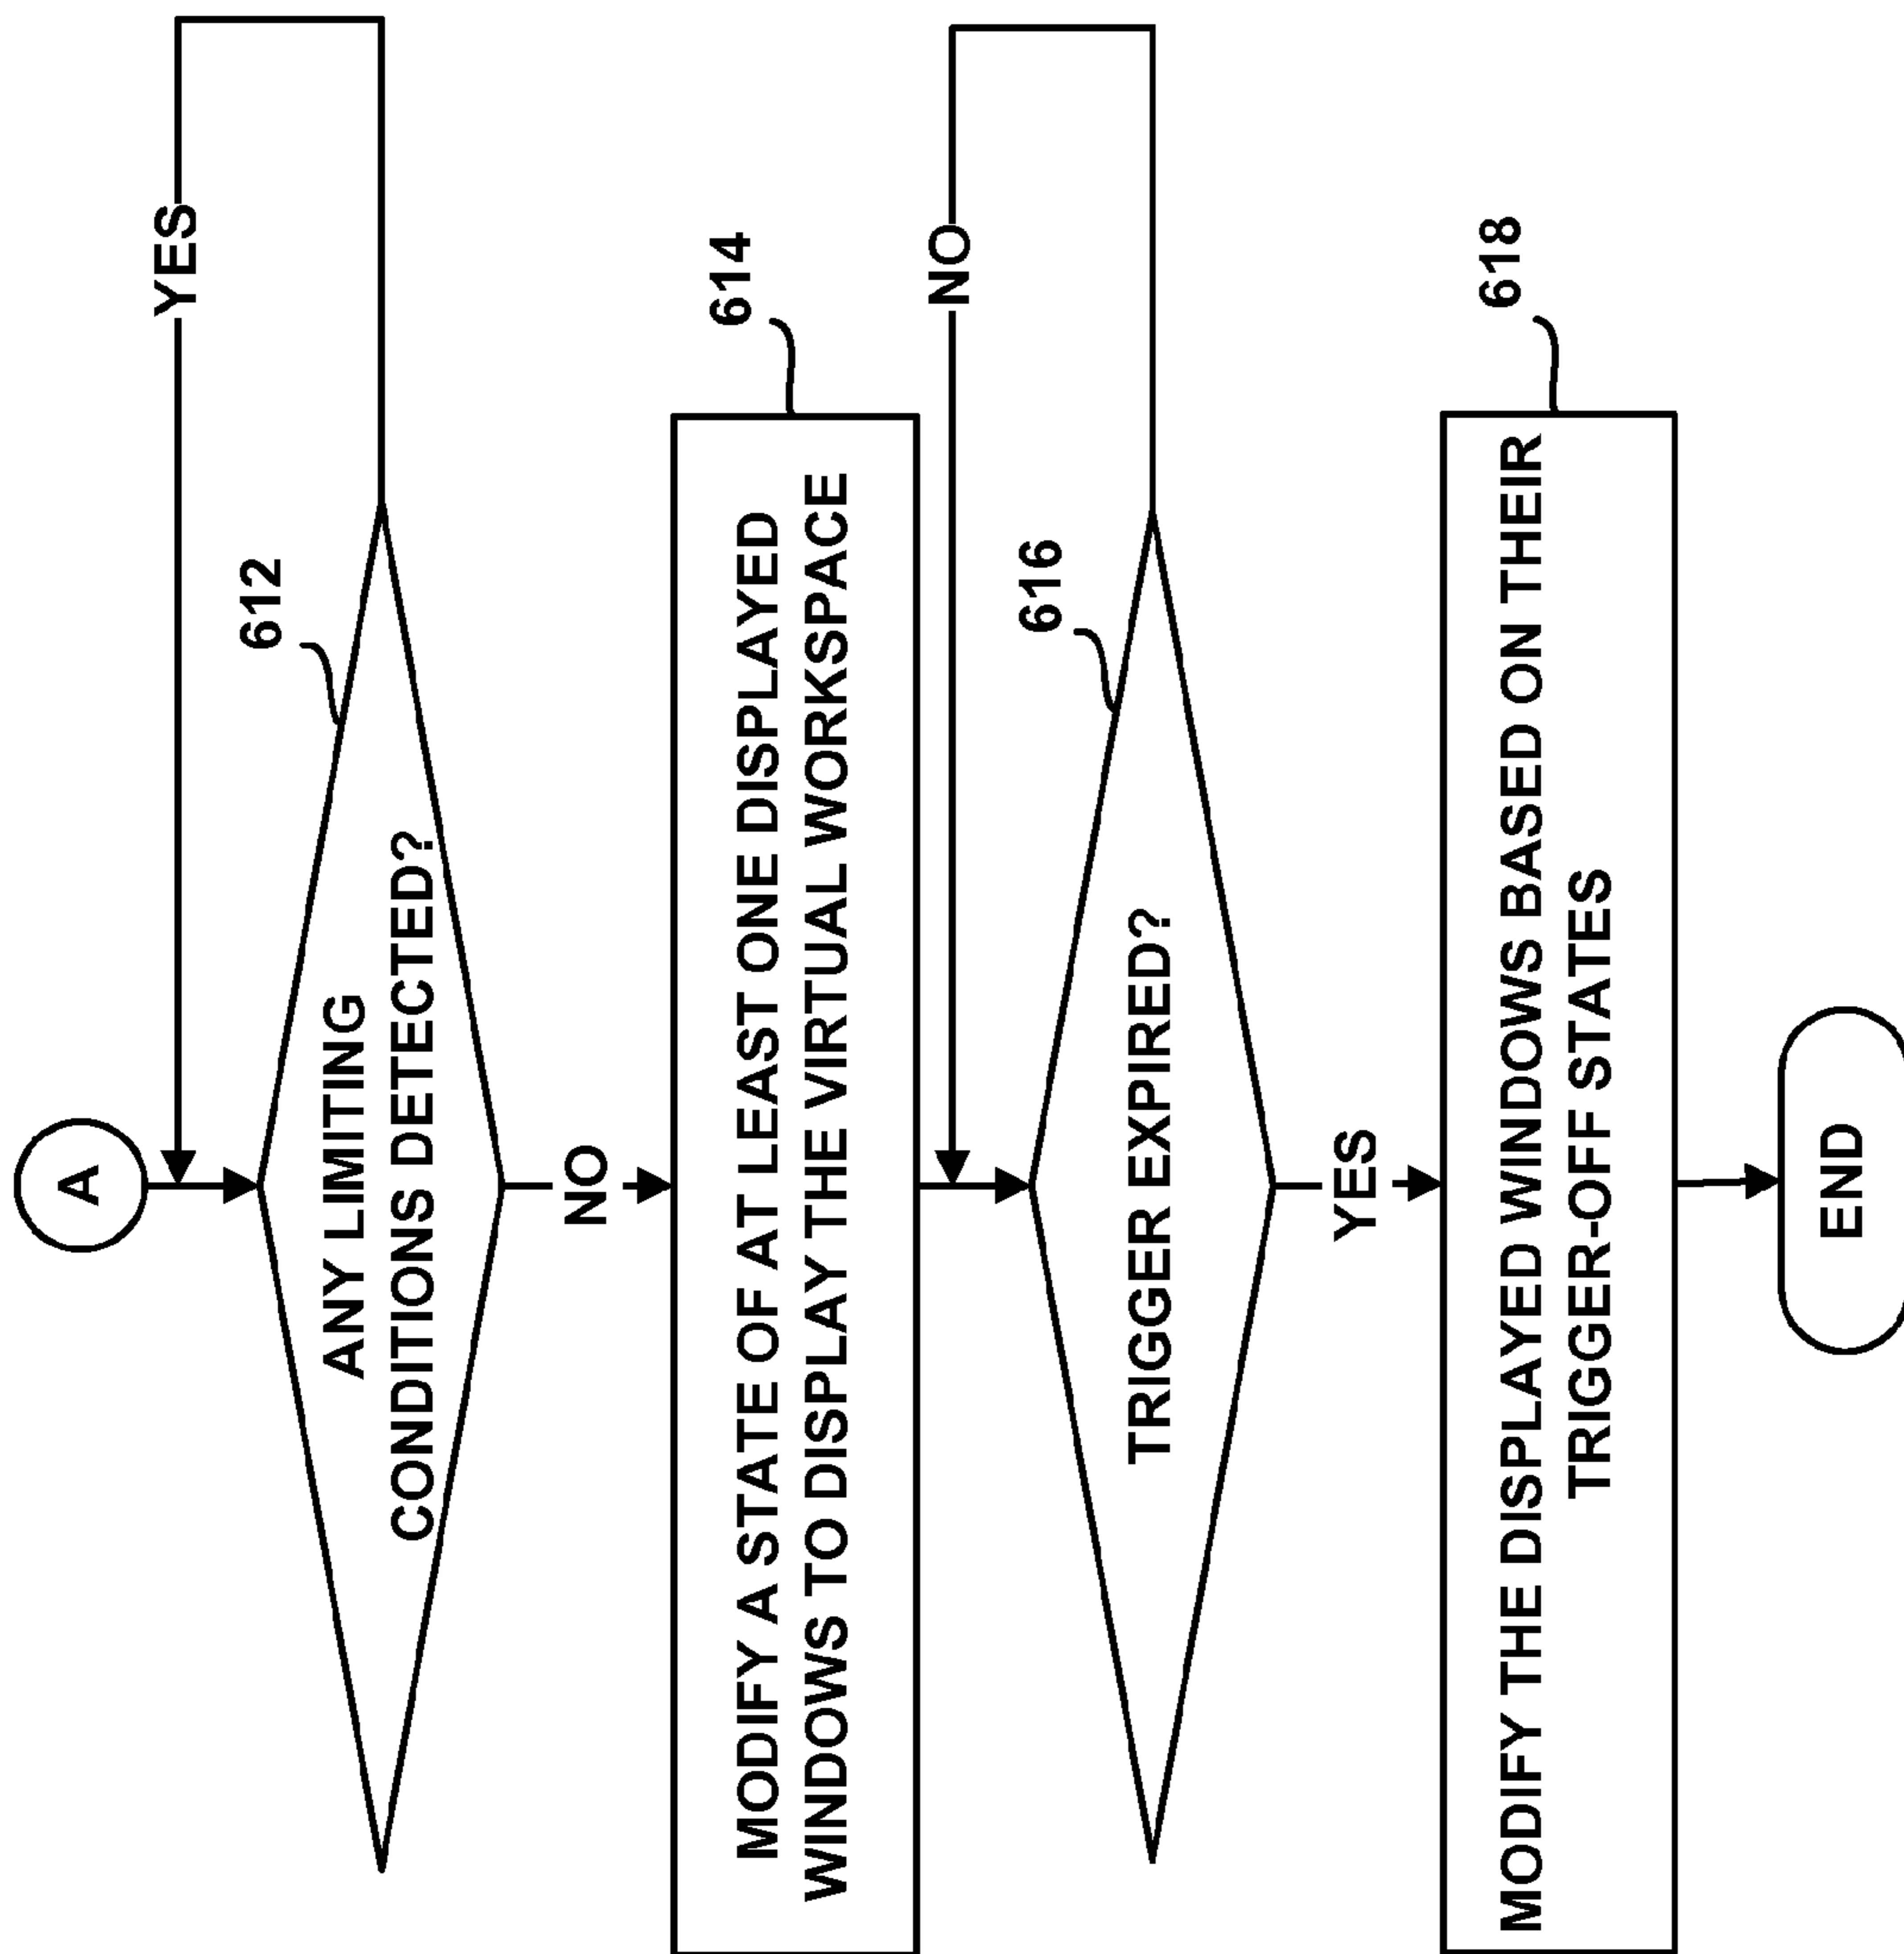 A
YES
612
ANY LIMITING
CONDITIONS DETECTED?
NO
614
MODIFY A STATE OF AT LEAST ONE DISPLAYED
WINDOWS TO DISPLAY THE VIRTUAL WORKSPACE
NO
616
TRIGGER EXPIRED?
YES
618
MODIFY THE DISPLAYED WINDOWS BASED ON THEIR
TRIGGER-OFF STATES
END